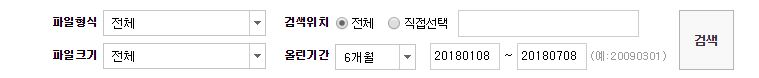 파일형식 전체 검색위치 전체 직접선택
파일크기 전체 올린기간 6개월 20180108 ~ 20180708 (예:20090301)
검색